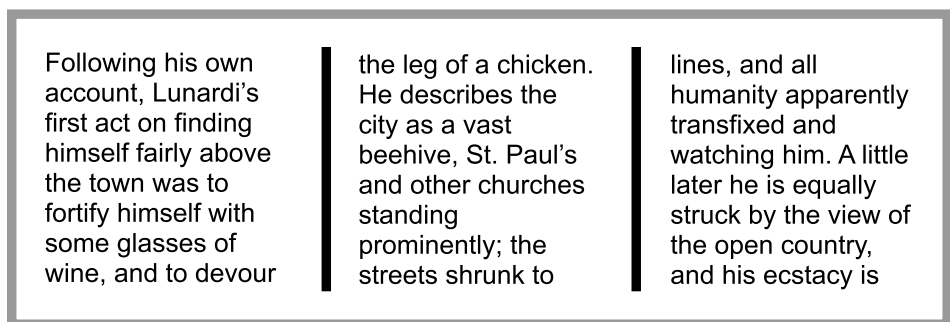 Following his own
account, Lunardi’s
first act on finding
himself fairly above
the town was to
fortify himself with
some glasses of
wine, and to devour
the leg of a chicken.
He describes the
city as a vast
beehive, St. Paul’s
and other churches
standing
prominently; the
streets shrunk to
lines, and all
humanity apparently
transfixed and
watching him. A little
later he is equally
struck by the view of
the open country,
and his ecstacy is